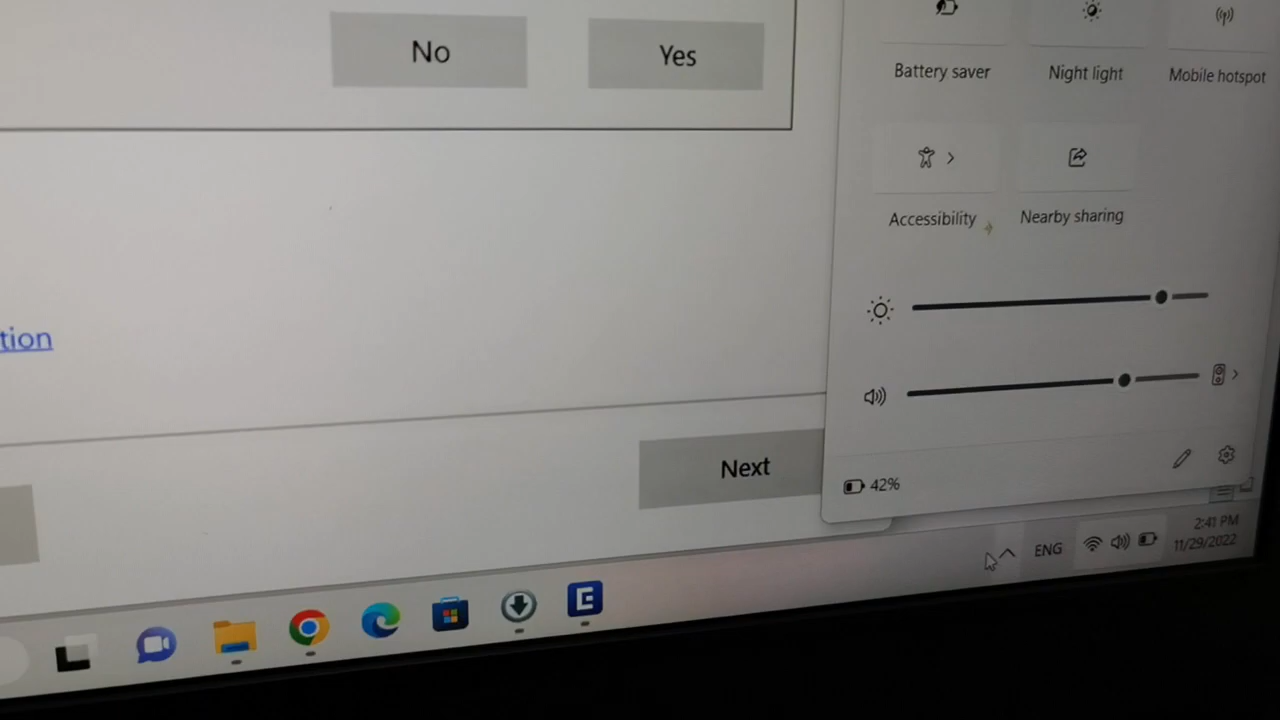 No
Yes
Battery saver
Night light
Mobile hotspot
Accessibility
Nearby sharing
tion
Next
42%
ENG
2:41 PM
11/29/2022
E